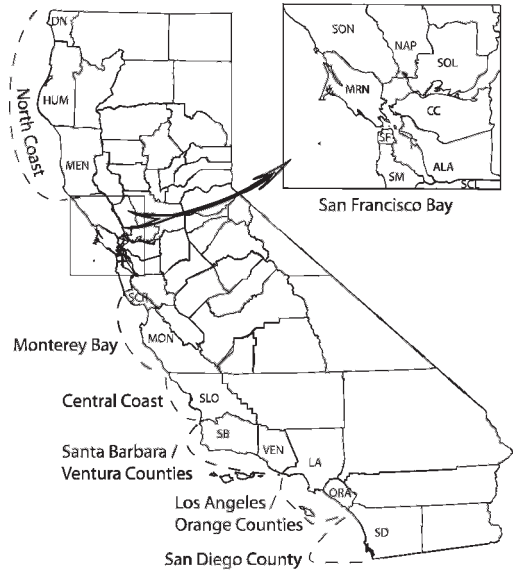 DN
HUM
MEN
North Coast
SON
NAP
SOL
MRN
CC
SF
ALA
SM
SCL
San Francisco Bay
SCR
MON
Monterey Bay
Central Coast
SLO
SB
VEN
LA
Santa Barbara /
Ventura Counties
ORA
Los Angeles /
Orange Counties
SD
San Diego County